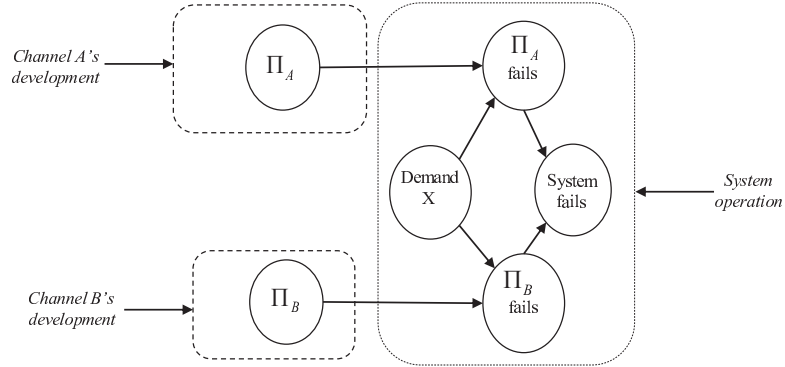 Channel A's
development
Π_A
Π_A
fails
Demand
X
System
fails
System
operation
Channel B's
development
Π_B
Π_B
fails